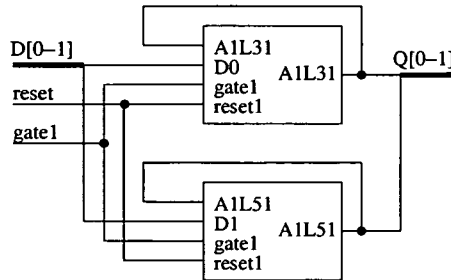 D[0–1]
reset
gate1
A1L31
D0
gate1
reset1
A1L31
Q[0–1]
A1L51
D1
gate1
reset1
A1L51